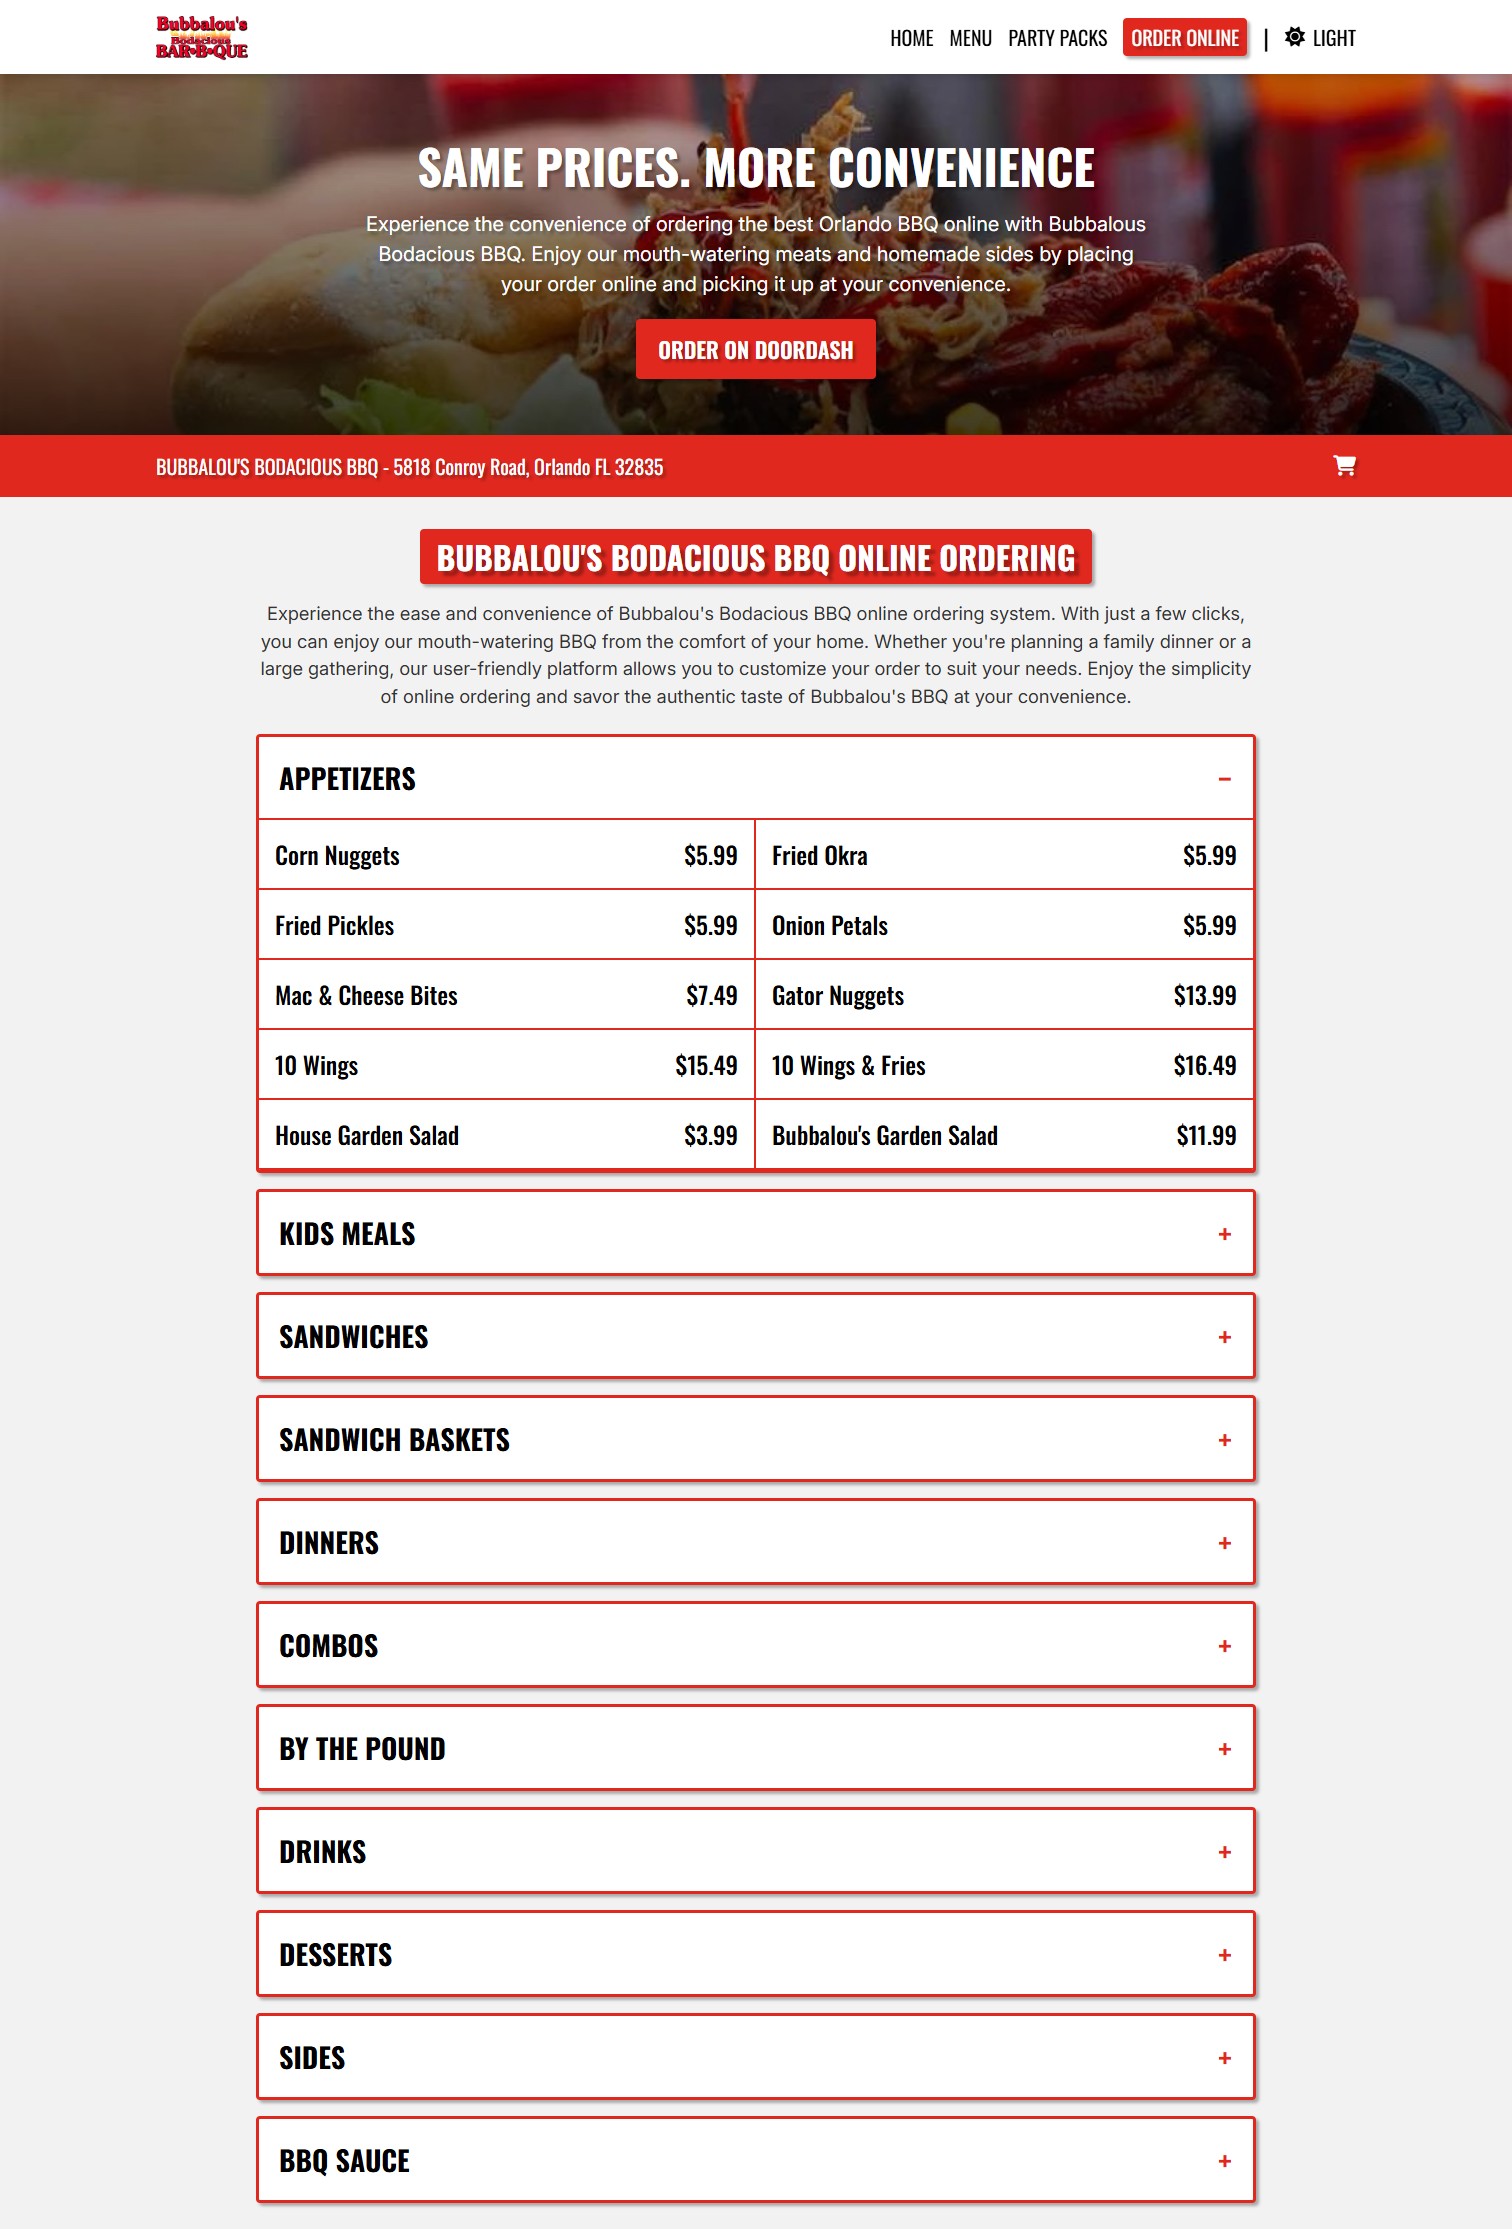 Bubbalou's
Bodacious
BAR•B•QUE
HOME MENU PARTY PACKS ORDER ONLINE | LIGHT
SAME PRICES. MORE CONVENIENCE
Experience the convenience of ordering the best Orlando BBQ online with Bubbalous
Bodacious BBQ. Enjoy our mouth-watering meats and homemade sides by placing
your order online and picking it up at your convenience.
ORDER ON DOORDASH
BUBBALOU'S BODACIOUS BBQ - 5818 Conroy Road, Orlando FL 32835
BUBBALOU'S BODACIOUS BBQ ONLINE ORDERING
Experience the ease and convenience of Bubbalou's Bodacious BBQ online ordering system. With just a few clicks,
you can enjoy our mouth-watering BBQ from the comfort of your home. Whether you're planning a family dinner or a
large gathering, our user-friendly platform allows you to customize your order to suit your needs. Enjoy the simplicity
of online ordering and savor the authentic taste of Bubbalou's BBQ at your convenience.
APPETIZERS −
Corn Nuggets $5.99 Fried Okra $5.99
Fried Pickles $5.99 Onion Petals $5.99
Mac & Cheese Bites $7.49 Gator Nuggets $13.99
10 Wings $15.49 10 Wings & Fries $16.49
House Garden Salad $3.99 Bubbalou's Garden Salad $11.99
KIDS MEALS +
SANDWICHES +
SANDWICH BASKETS +
DINNERS +
COMBOS +
BY THE POUND +
DRINKS +
DESSERTS +
SIDES +
BBQ SAUCE +